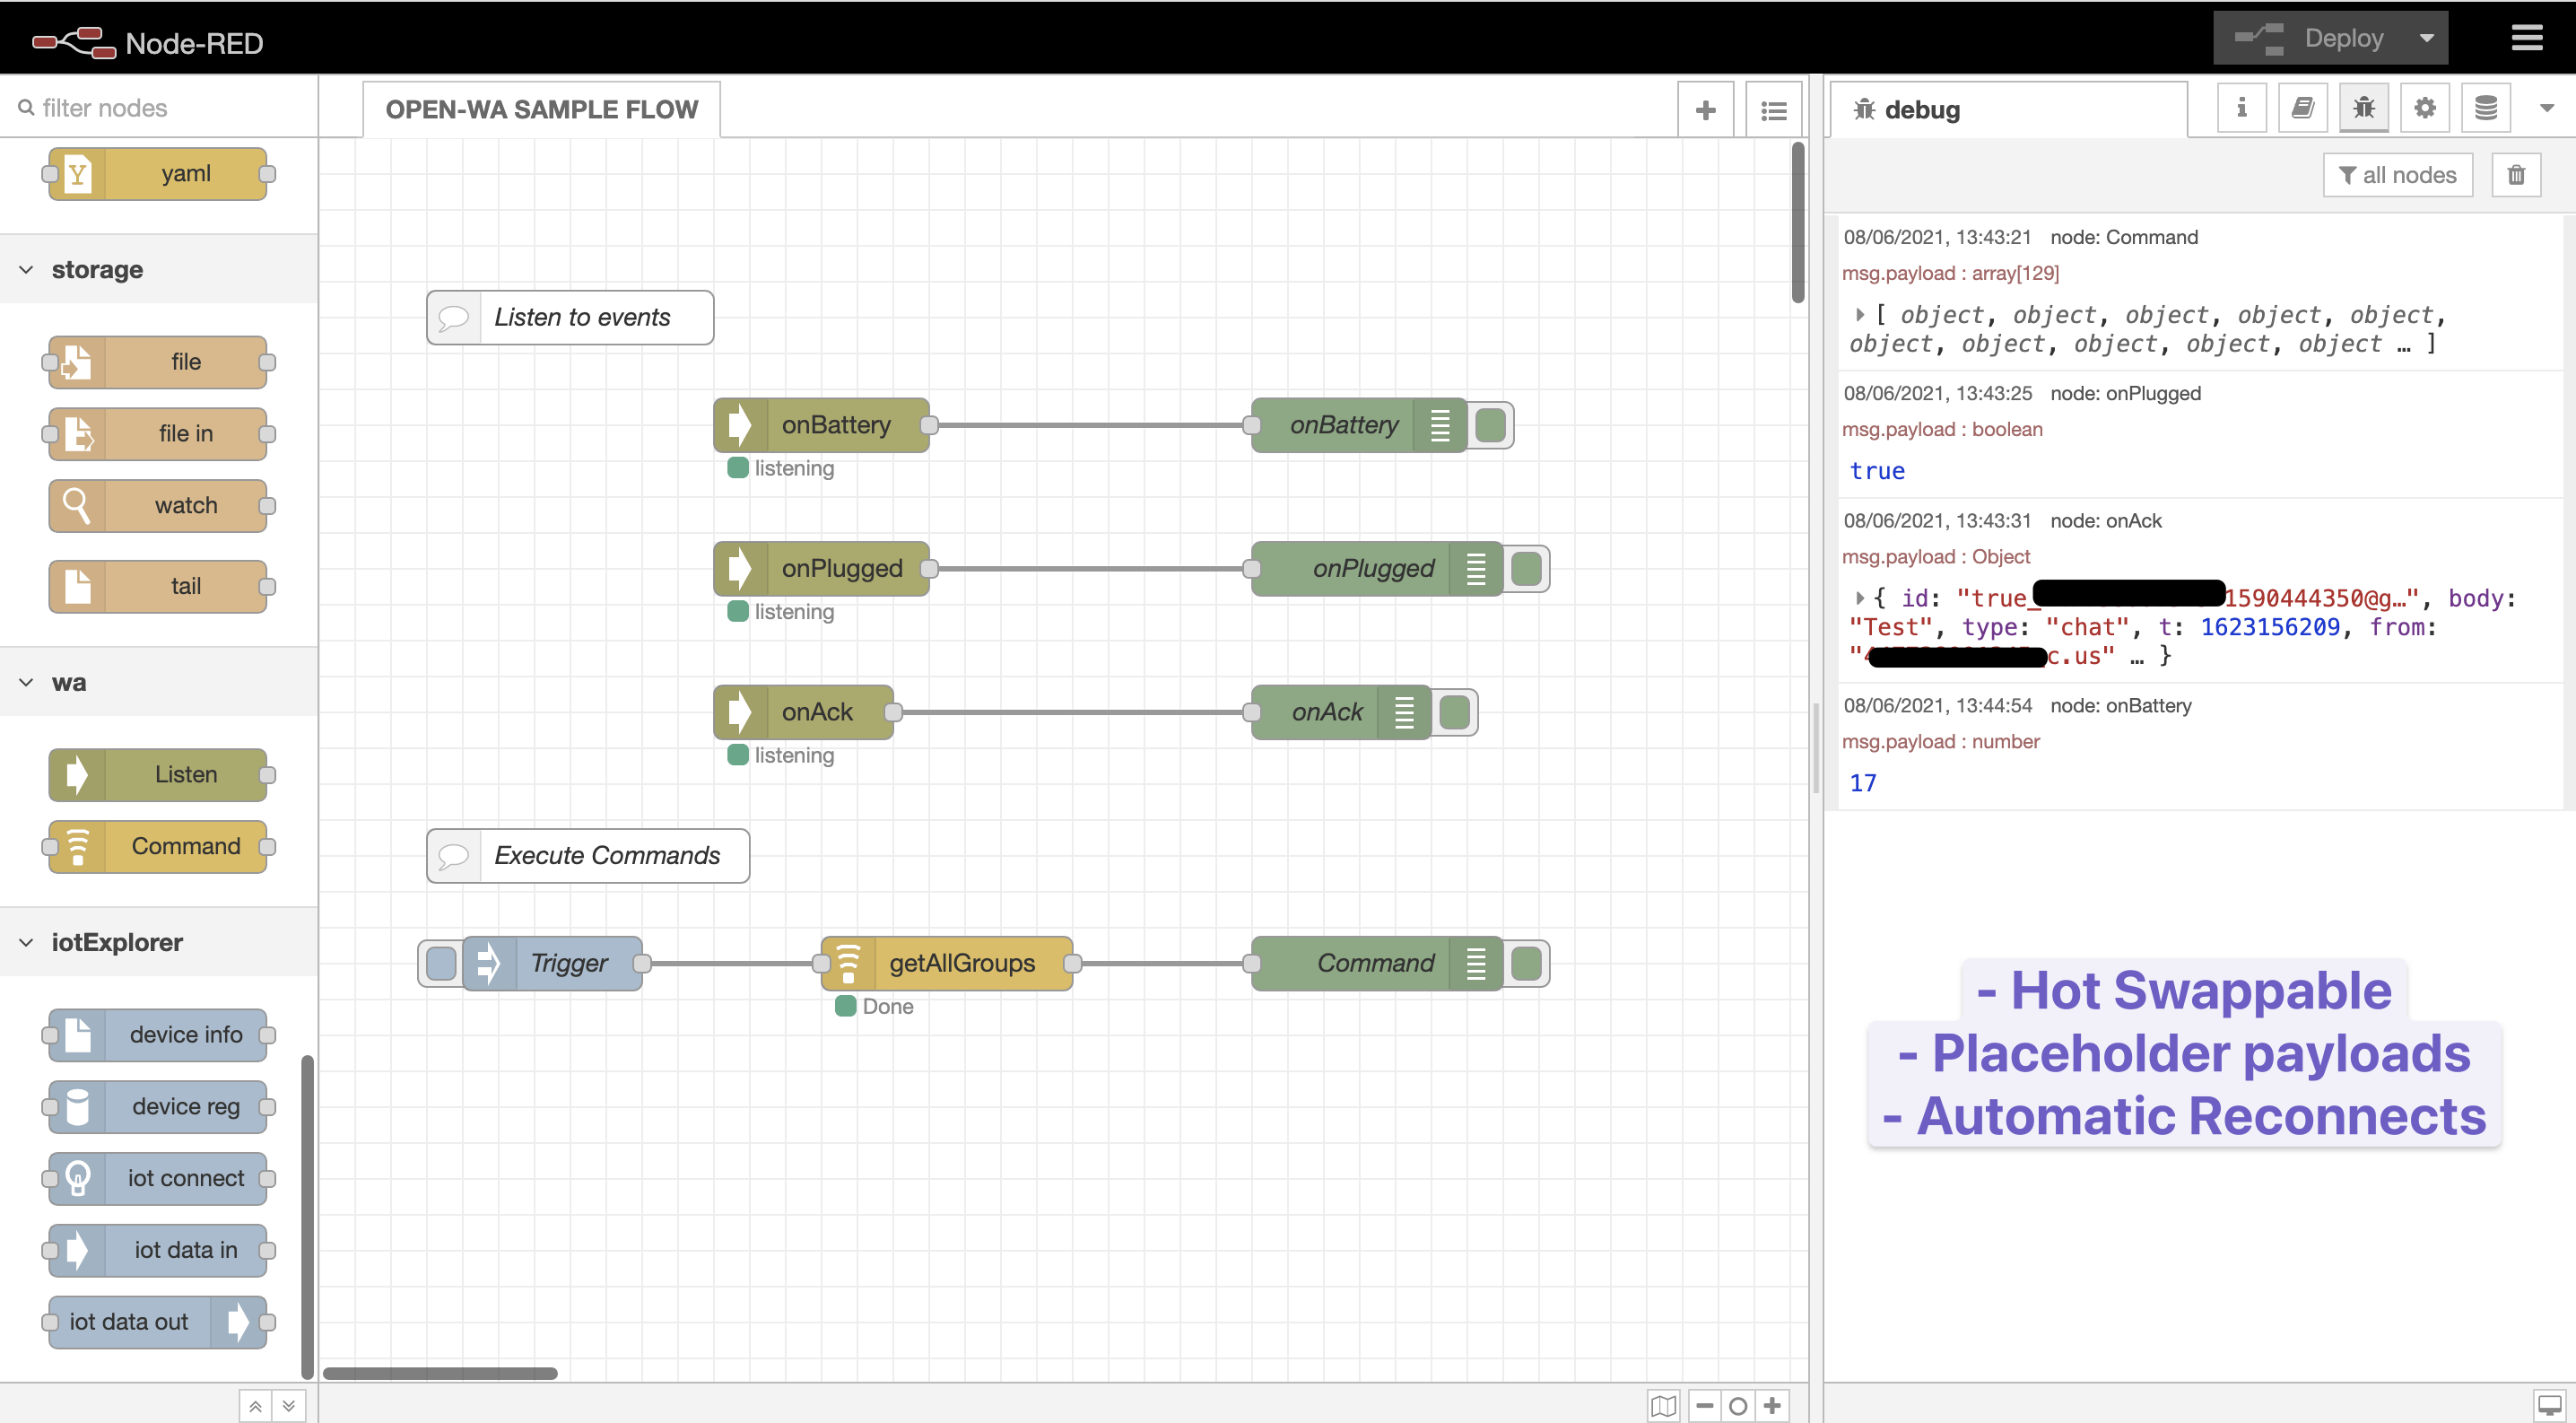 Node-RED
Deploy
filter nodes
OPEN-WA SAMPLE FLOW
debug
all nodes
yaml
storage
file
file in
watch
tail
wa
Listen
Command
iotExplorer
device info
device reg
iot connect
iot data in
iot data out
Listen to events
onBattery
onBattery
listening
onPlugged
onPlugged
listening
onAck
onAck
listening
Execute Commands
Trigger
getAllGroups
Command
Done
08/06/2021, 13:43:21 node: Command
msg.payload : array[129]
[ object, object, object, object, object,
object, object, object, object, object … ]
08/06/2021, 13:43:25 node: onPlugged
msg.payload : boolean
true
08/06/2021, 13:43:31 node: onAck
msg.payload : Object
{ id: "true_1590444350@g…", body:
"Test", type: "chat", t: 1623156209, from:
"c.us" … }
08/06/2021, 13:44:54 node: onBattery
msg.payload : number
17
- Hot Swappable
- Placeholder payloads
- Automatic Reconnects